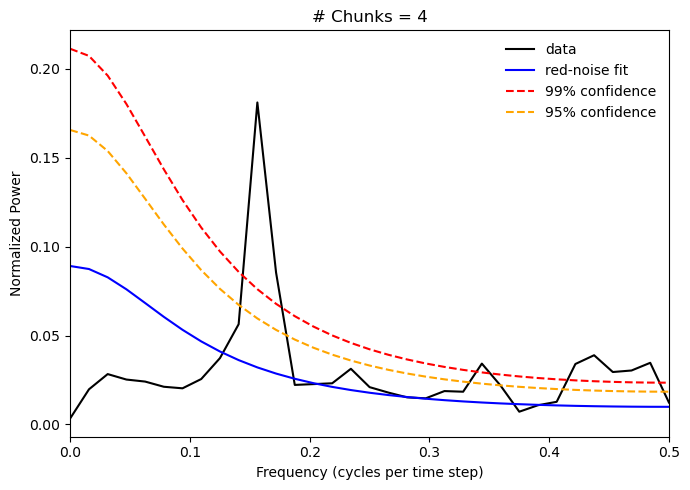 # Chunks = 4
data
red-noise fit
99% confidence
95% confidence
Normalized Power
0.20
0.15
0.10
0.05
0.00
0.0 0.1 0.2 0.3 0.4 0.5
Frequency (cycles per time step)